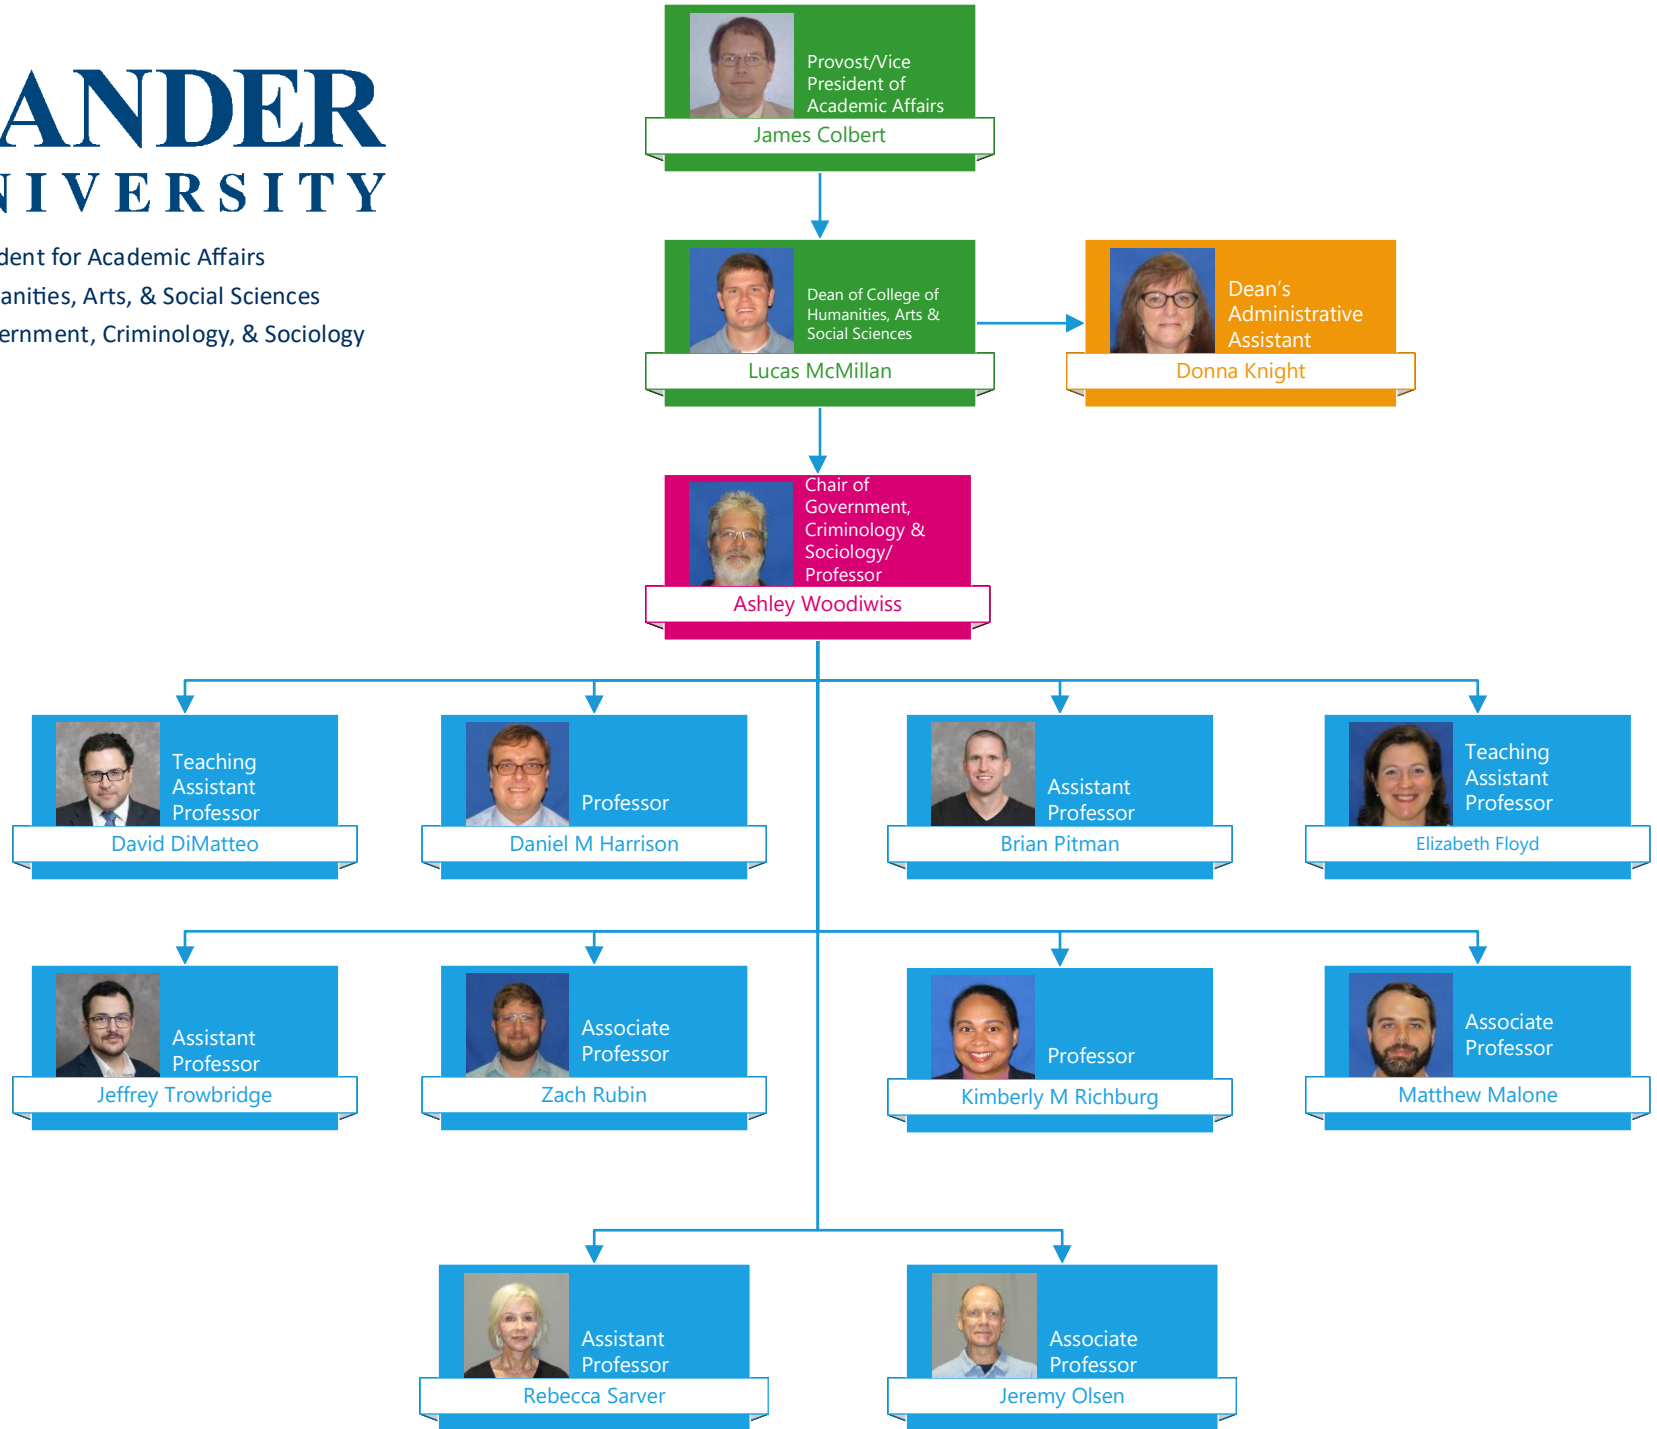 ANDER
NIVERSITY
dent for Academic Affairs
anities, Arts, & Social Sciences
ernment, Criminology, & Sociology
Provost/Vice
President of
Academic Affairs
James Colbert
Dean of College of
Humanities, Arts &
Social Sciences
Lucas McMillan
Dean’s
Administrative
Assistant
Donna Knight
Chair of
Government,
Criminology &
Sociology/
Professor
Ashley Woodiwiss
Teaching
Assistant
Professor
David DiMatteo
Professor
Daniel M Harrison
Assistant
Professor
Brian Pitman
Teaching
Assistant
Professor
Elizabeth Floyd
Assistant
Professor
Jeffrey Trowbridge
Associate
Professor
Zach Rubin
Professor
Kimberly M Richburg
Associate
Professor
Matthew Malone
Assistant
Professor
Rebecca Sarver
Associate
Professor
Jeremy Olsen